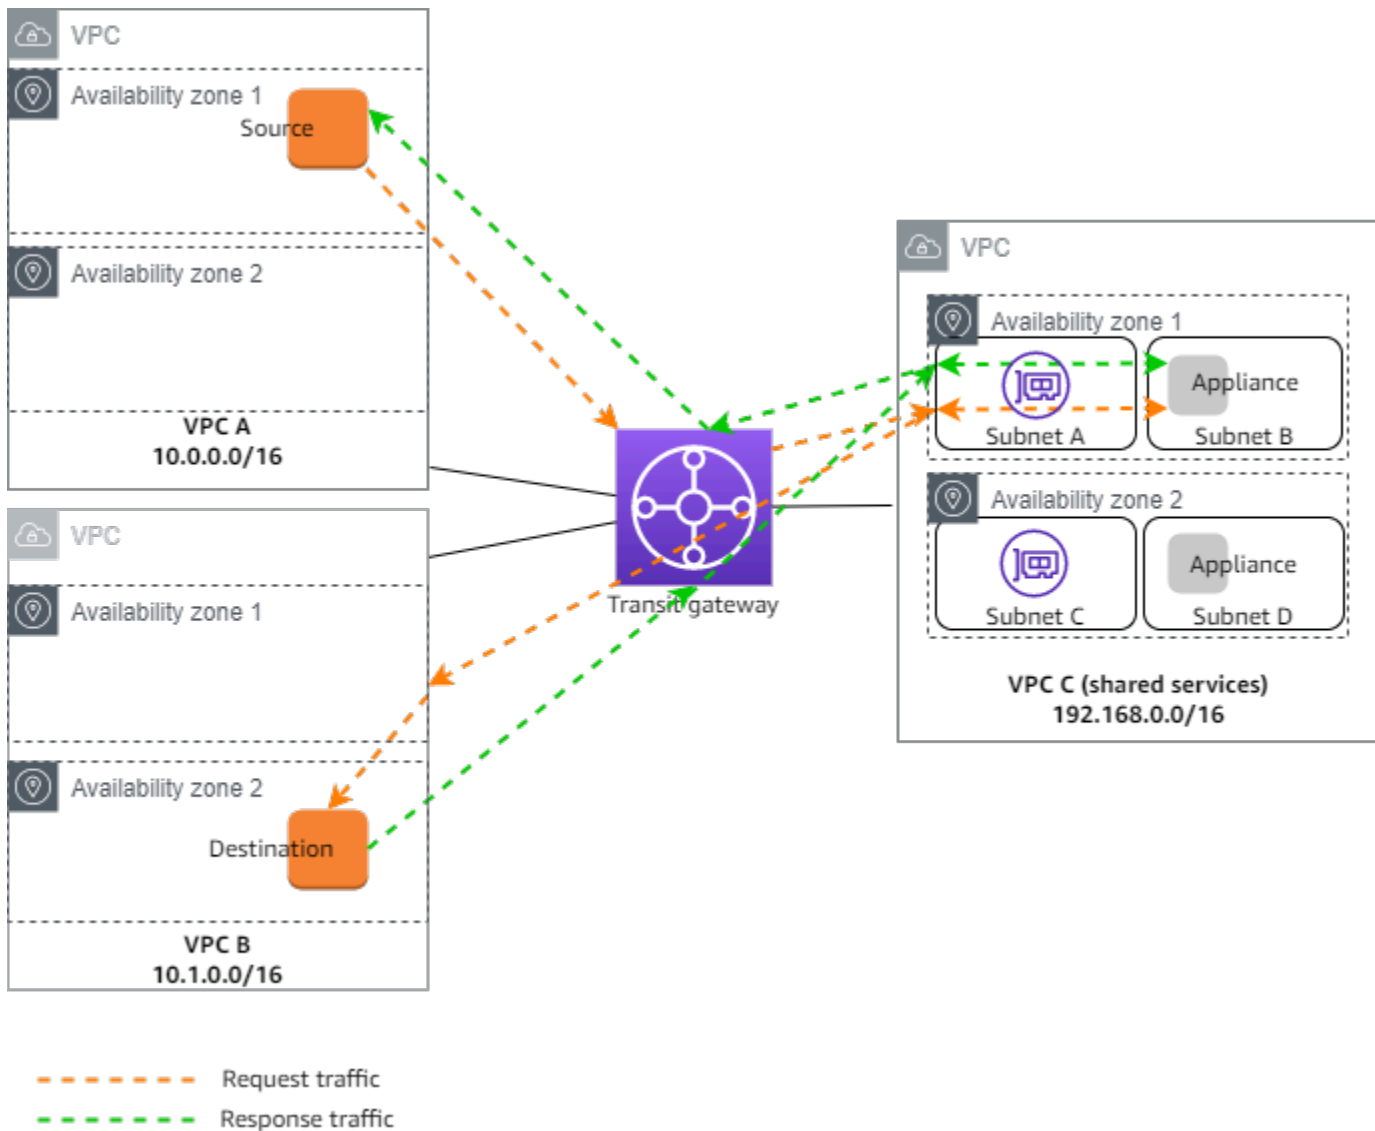 VPC
Availability zone 1
Source
Availability zone 2
VPC A
10.0.0.0/16
VPC
Availability zone 1
Availability zone 2
Destination
VPC B
10.1.0.0/16
Transit gateway
VPC
Availability zone 1
Appliance
Subnet A
Subnet B
Availability zone 2
Appliance
Subnet C
Subnet D
VPC C (shared services)
192.168.0.0/16
Request traffic
Response traffic